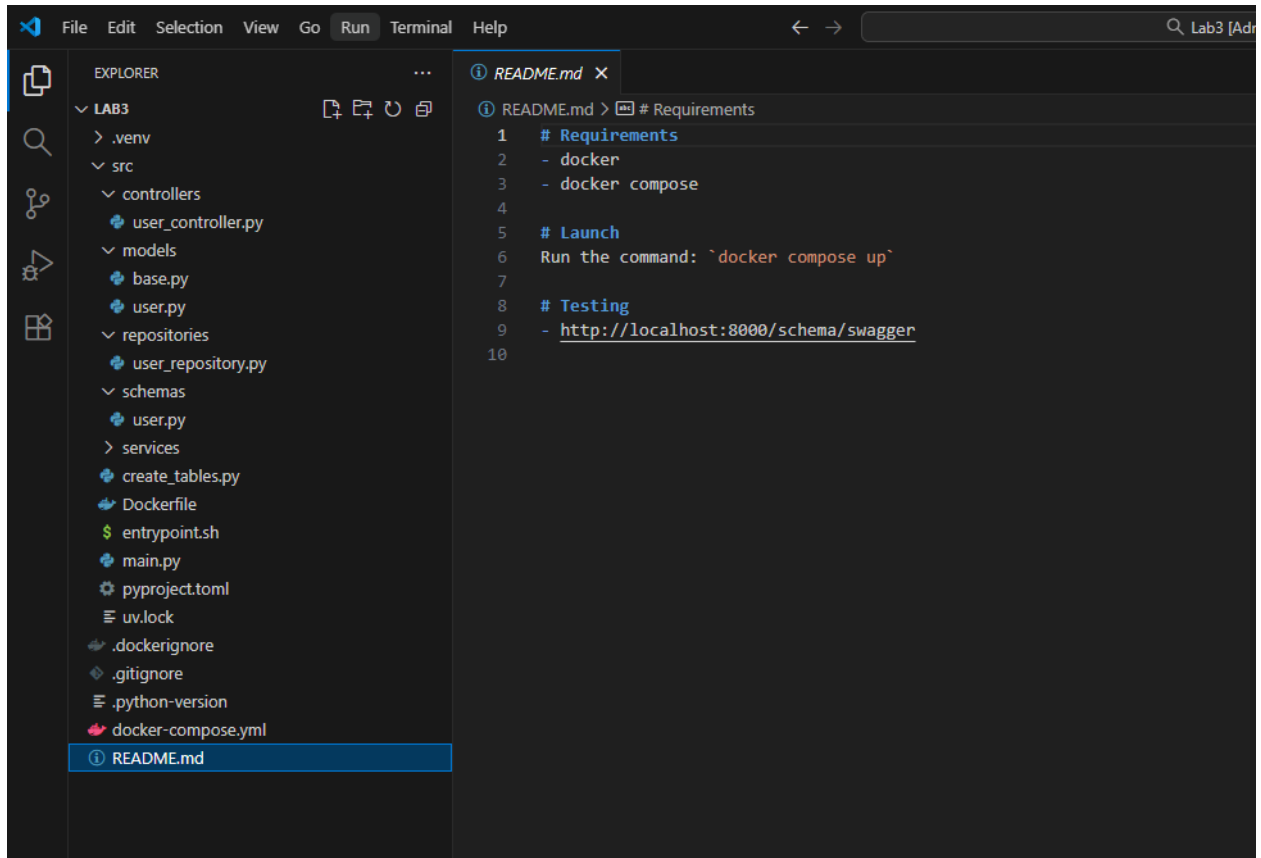 File Edit Selection View Go Run Terminal Help
Lab3 [Adr
EXPLORER
LAB3
.venv
src
controllers
user_controller.py
models
base.py
user.py
repositories
user_repository.py
schemas
user.py
services
create_tables.py
Dockerfile
entrypoint.sh
main.py
pyproject.toml
uv.lock
.dockerignore
.gitignore
.python-version
docker-compose.yml
README.md
README.md
README.md > # Requirements
1 # Requirements
2 - docker
3 - docker compose
4
5 # Launch
6 Run the command: `docker compose up`
7
8 # Testing
9 - http://localhost:8000/schema/swagger
10